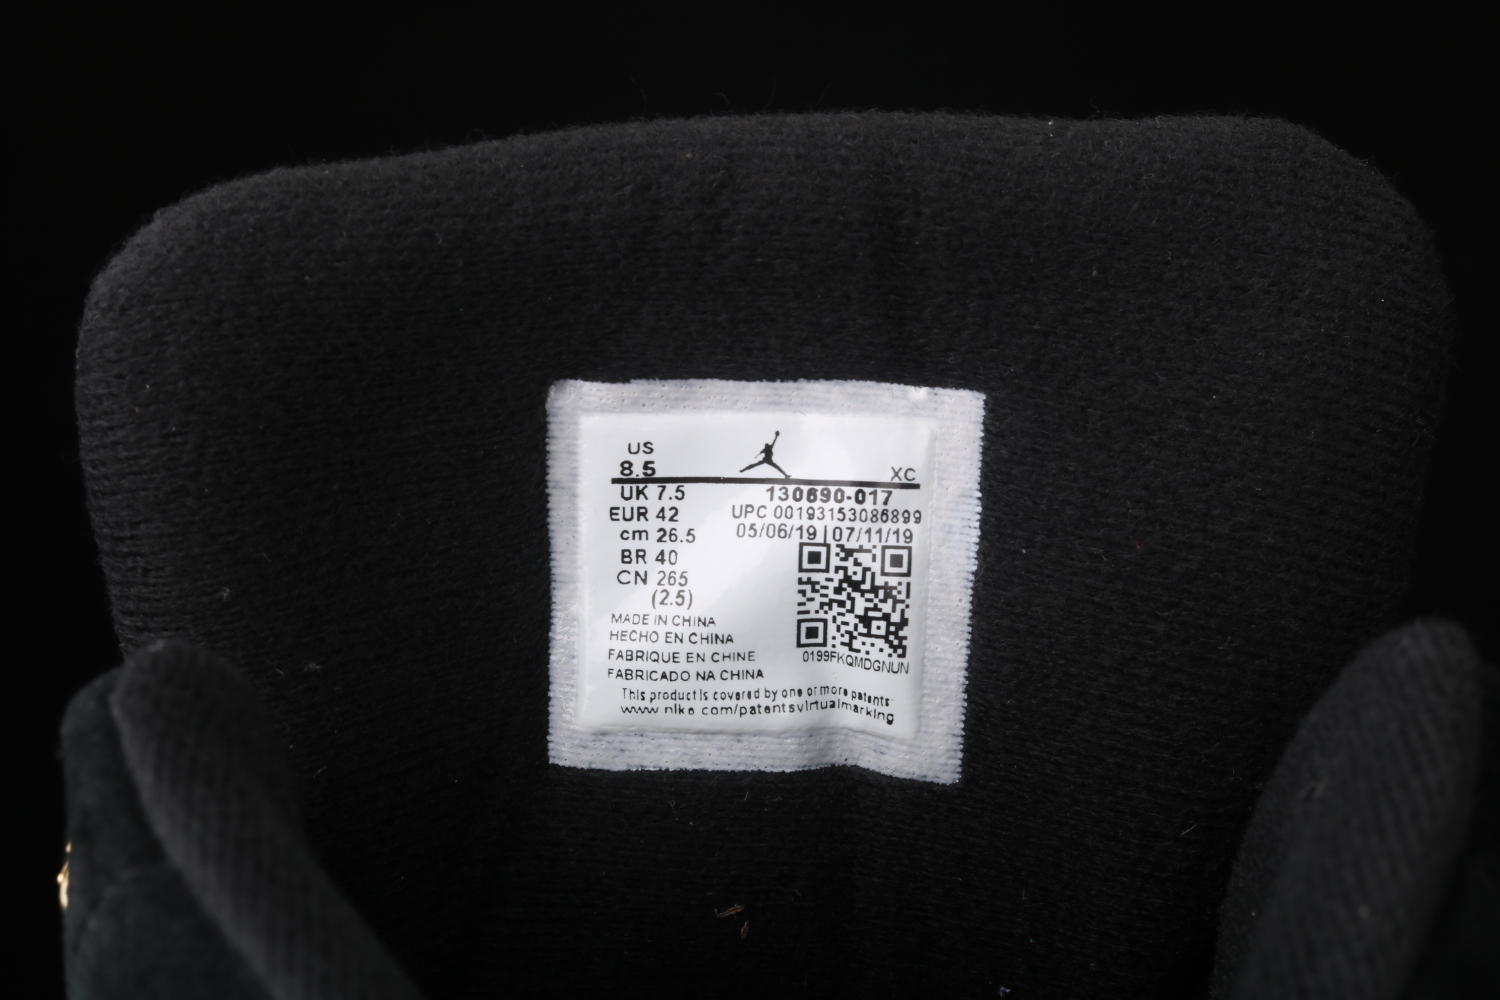 US
8.5
XC
UK 7.5
130690-017
EUR 42
UPC 00193153086899
cm 26.5
05/06/19 | 07/11/19
BR 40
CN 265
(2.5)
MADE IN CHINA
HECHO EN CHINA
FABRIQUE EN CHINE
0199FKQMDGNUN
FABRICADO NA CHINA
This product is covered by one or more patents
www nike com/patentsvirtualmarking